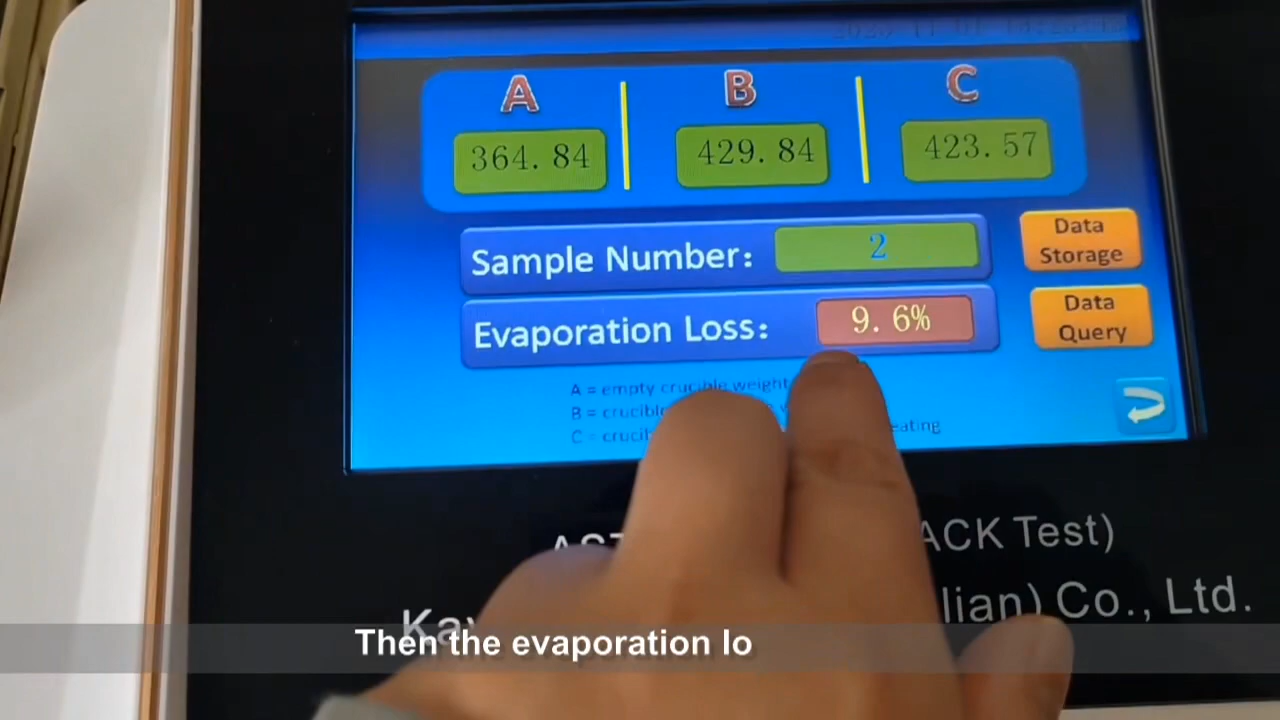 A B C
364.84 429.84 423.57
Sample Number: 2
Data Storage
Evaporation Loss: 9.6%
Data Query
A = empty crucible weight
B = crucible
C = crucib eating
ACK Test)
lian) Co., Ltd.
Then the evaporation lo